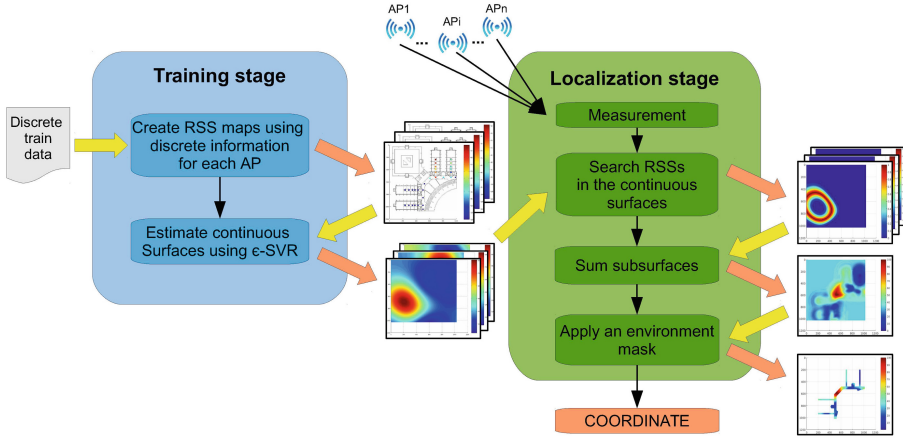 AP1
APi
APn
... ...
Training stage
Localization stage
Discrete
train
data
Create RSS maps using
discrete information
for each AP
Estimate continuous
Surfaces using ε-SVR
Measurement
Search RSSs
in the continuous
surfaces
Sum subsurfaces
Apply an environment
mask
COORDINATE